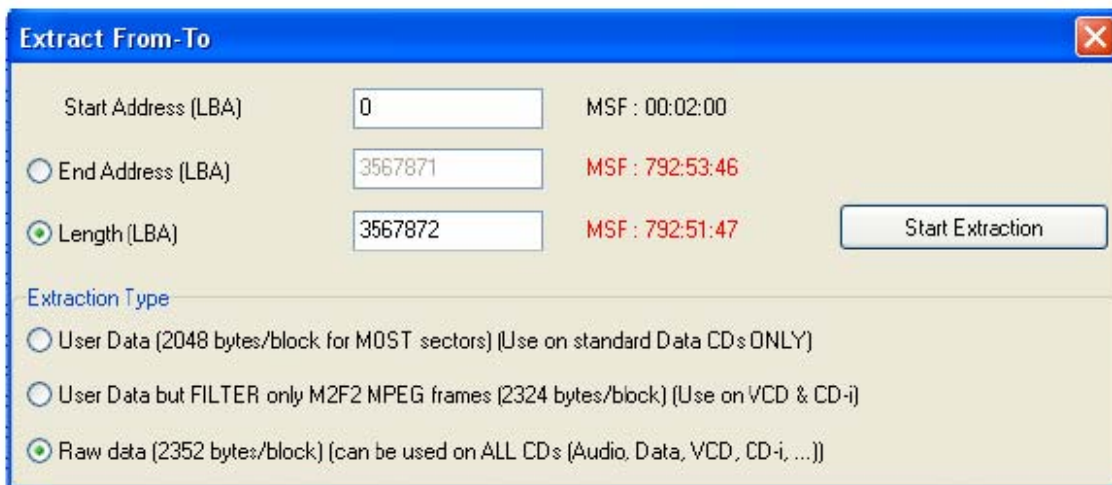 Extract From-To
Start Address (LBA) 0 MSF : 00:02:00
End Address (LBA) 3567871 MSF : 792:53:46
Length (LBA) 3567872 MSF : 792:51:47
Start Extraction
Extraction Type
User Data (2048 bytes/block for MOST sectors) (Use on standard Data CDs ONLY)
User Data but FILTER only M2F2 MPEG frames (2324 bytes/block) (Use on VCD & CD-i)
Raw data (2352 bytes/block) (can be used on ALL CDs (Audio, Data, VCD, CD-i, ...))